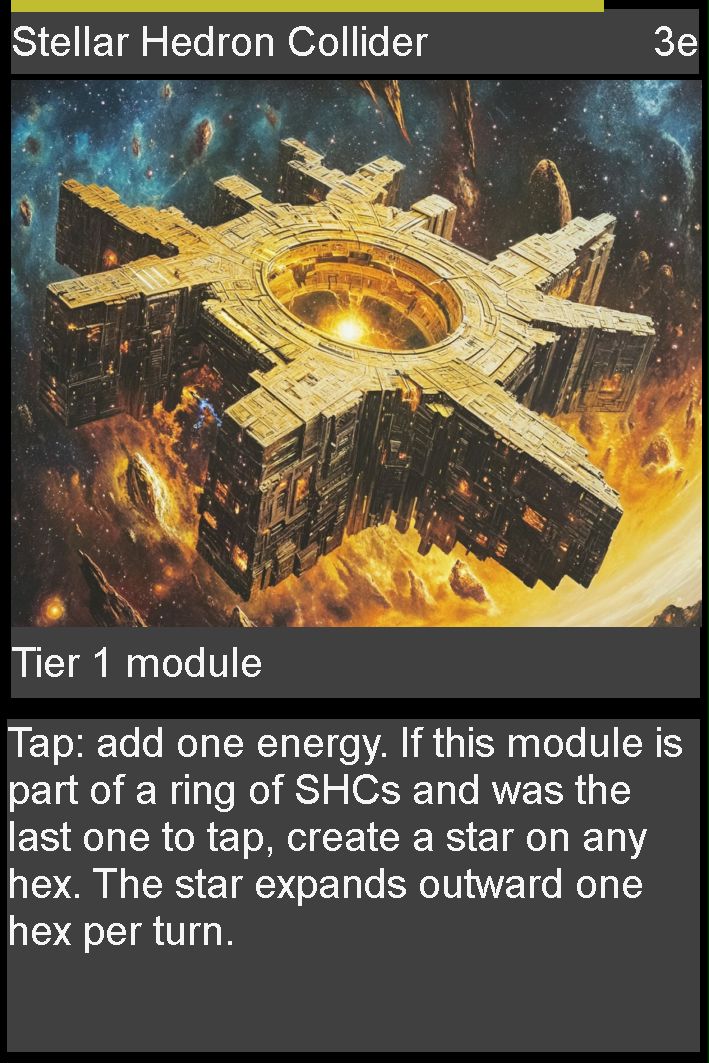 Stellar Hedron Collider 3e
Tier 1 module
Tap: add one energy. If this module is
part of a ring of SHCs and was the
last one to tap, create a star on any
hex. The star expands outward one
hex per turn.